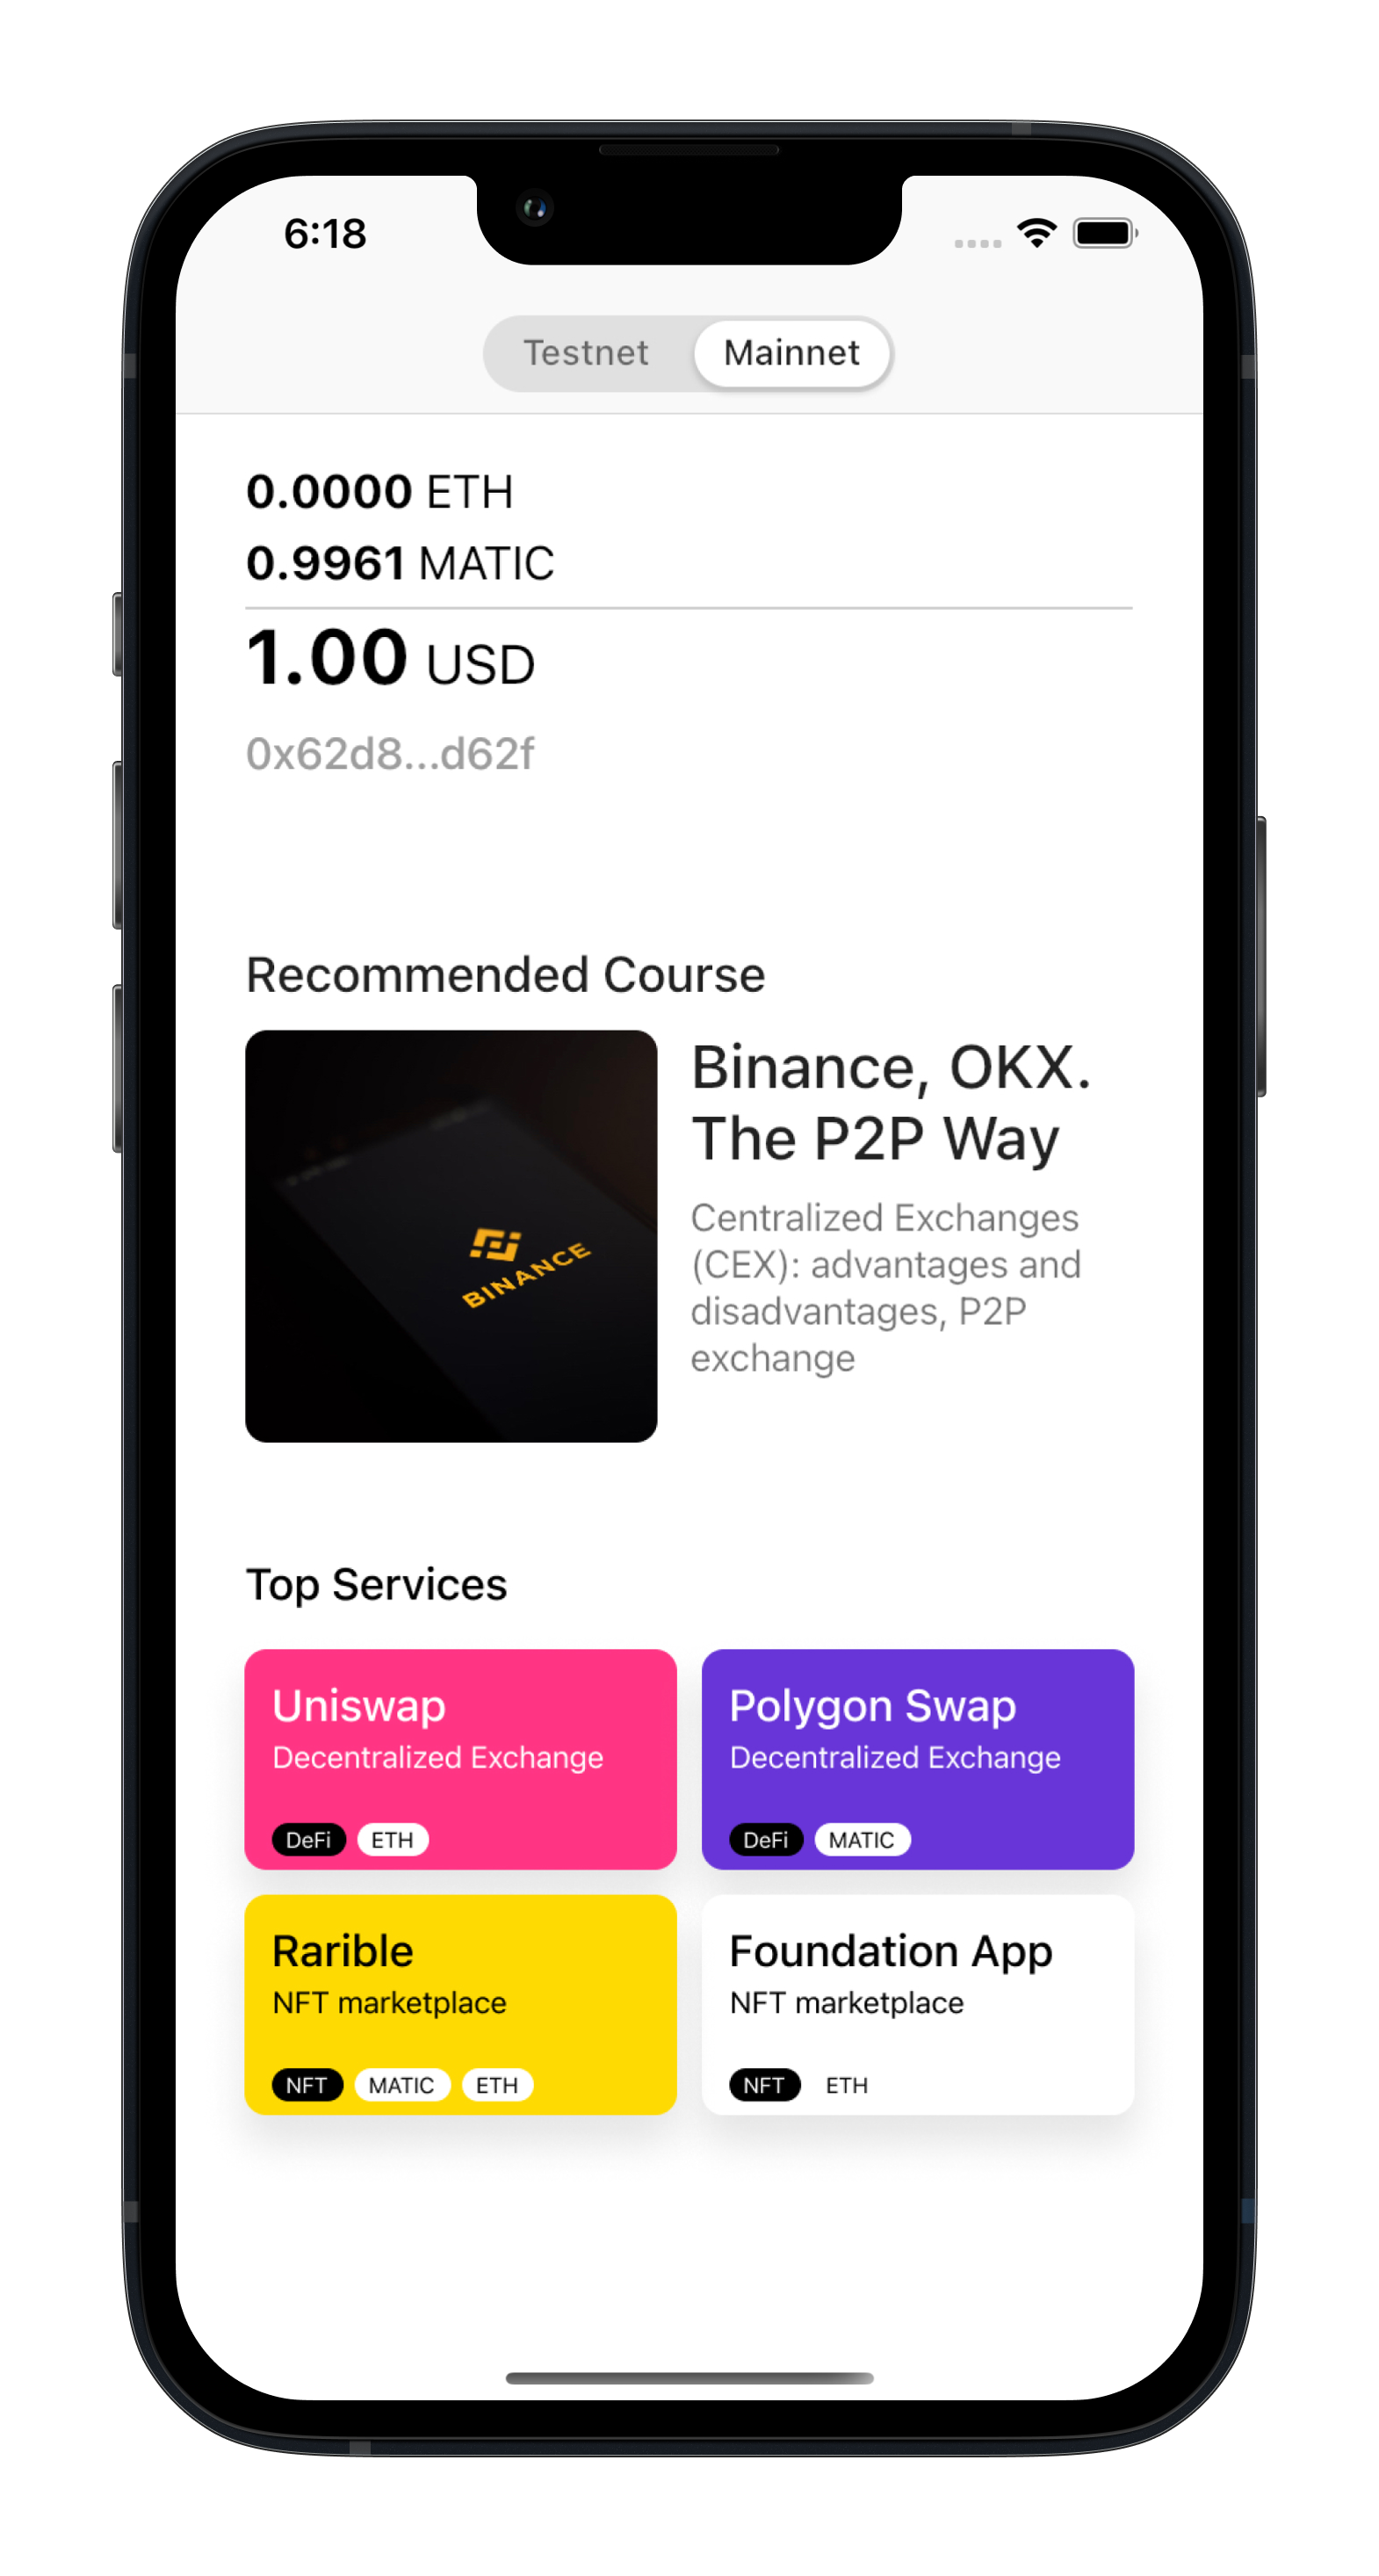 6:18
Testnet Mainnet
0.0000 ETH
0.9961 MATIC
1.00 USD
0x62d8...d62f
Recommended Course
Binance, OKX.
The P2P Way
Centralized Exchanges
(CEX): advantages and
disadvantages, P2P
exchange
BINANCE
Top Services
Uniswap
Decentralized Exchange
DeFi ETH
Polygon Swap
Decentralized Exchange
DeFi MATIC
Rarible
NFT marketplace
NFT MATIC ETH
Foundation App
NFT marketplace
NFT ETH